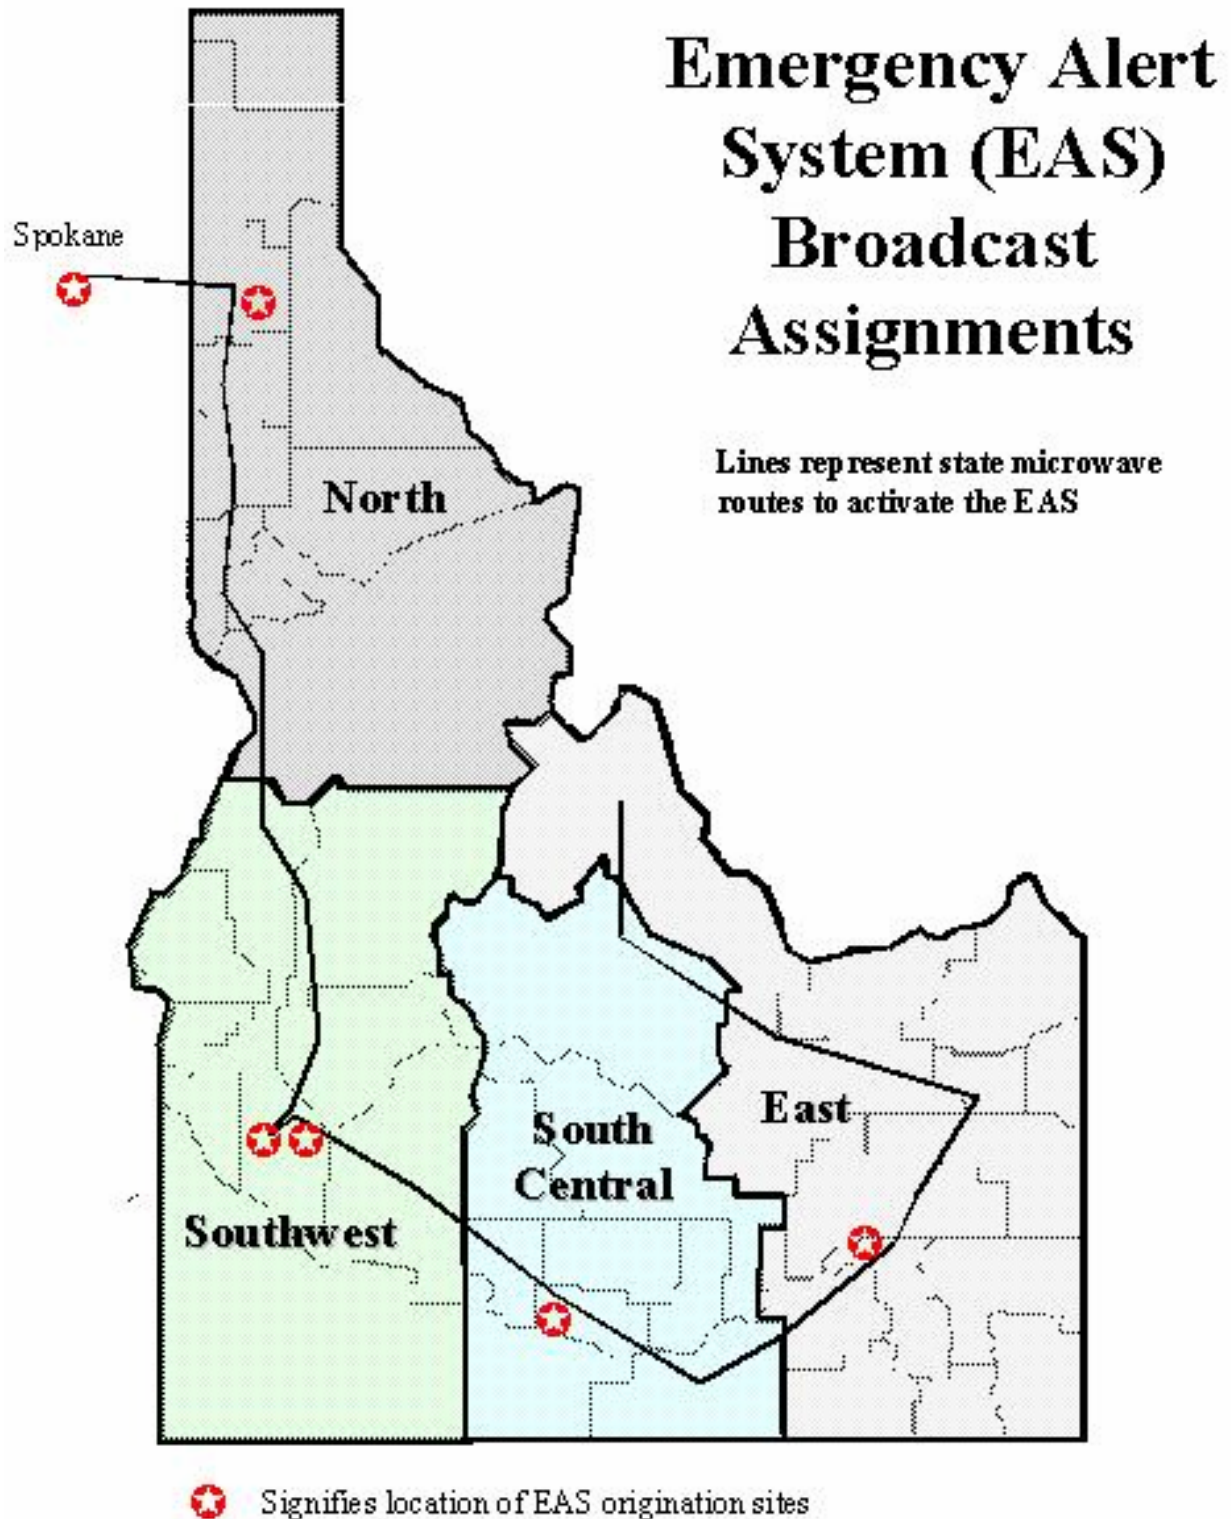 Emergency Alert
System (EAS)
Broadcast
Assignments
Spokane
Lines represent state microwave
routes to activate the EAS
North
East
South
Central
Southwest
Signifies location of EAS origination sites